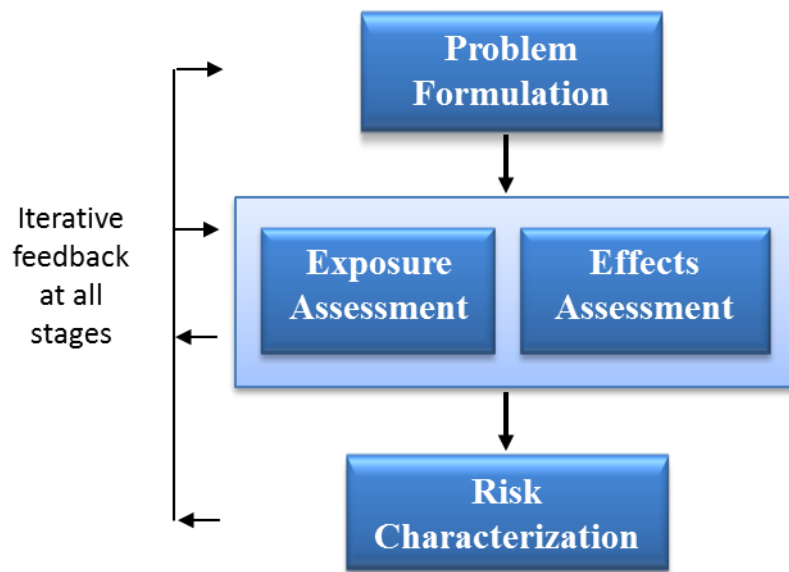 Problem
Formulation
Iterative
feedback
at all
stages
Exposure
Assessment
Effects
Assessment
Risk
Characterization